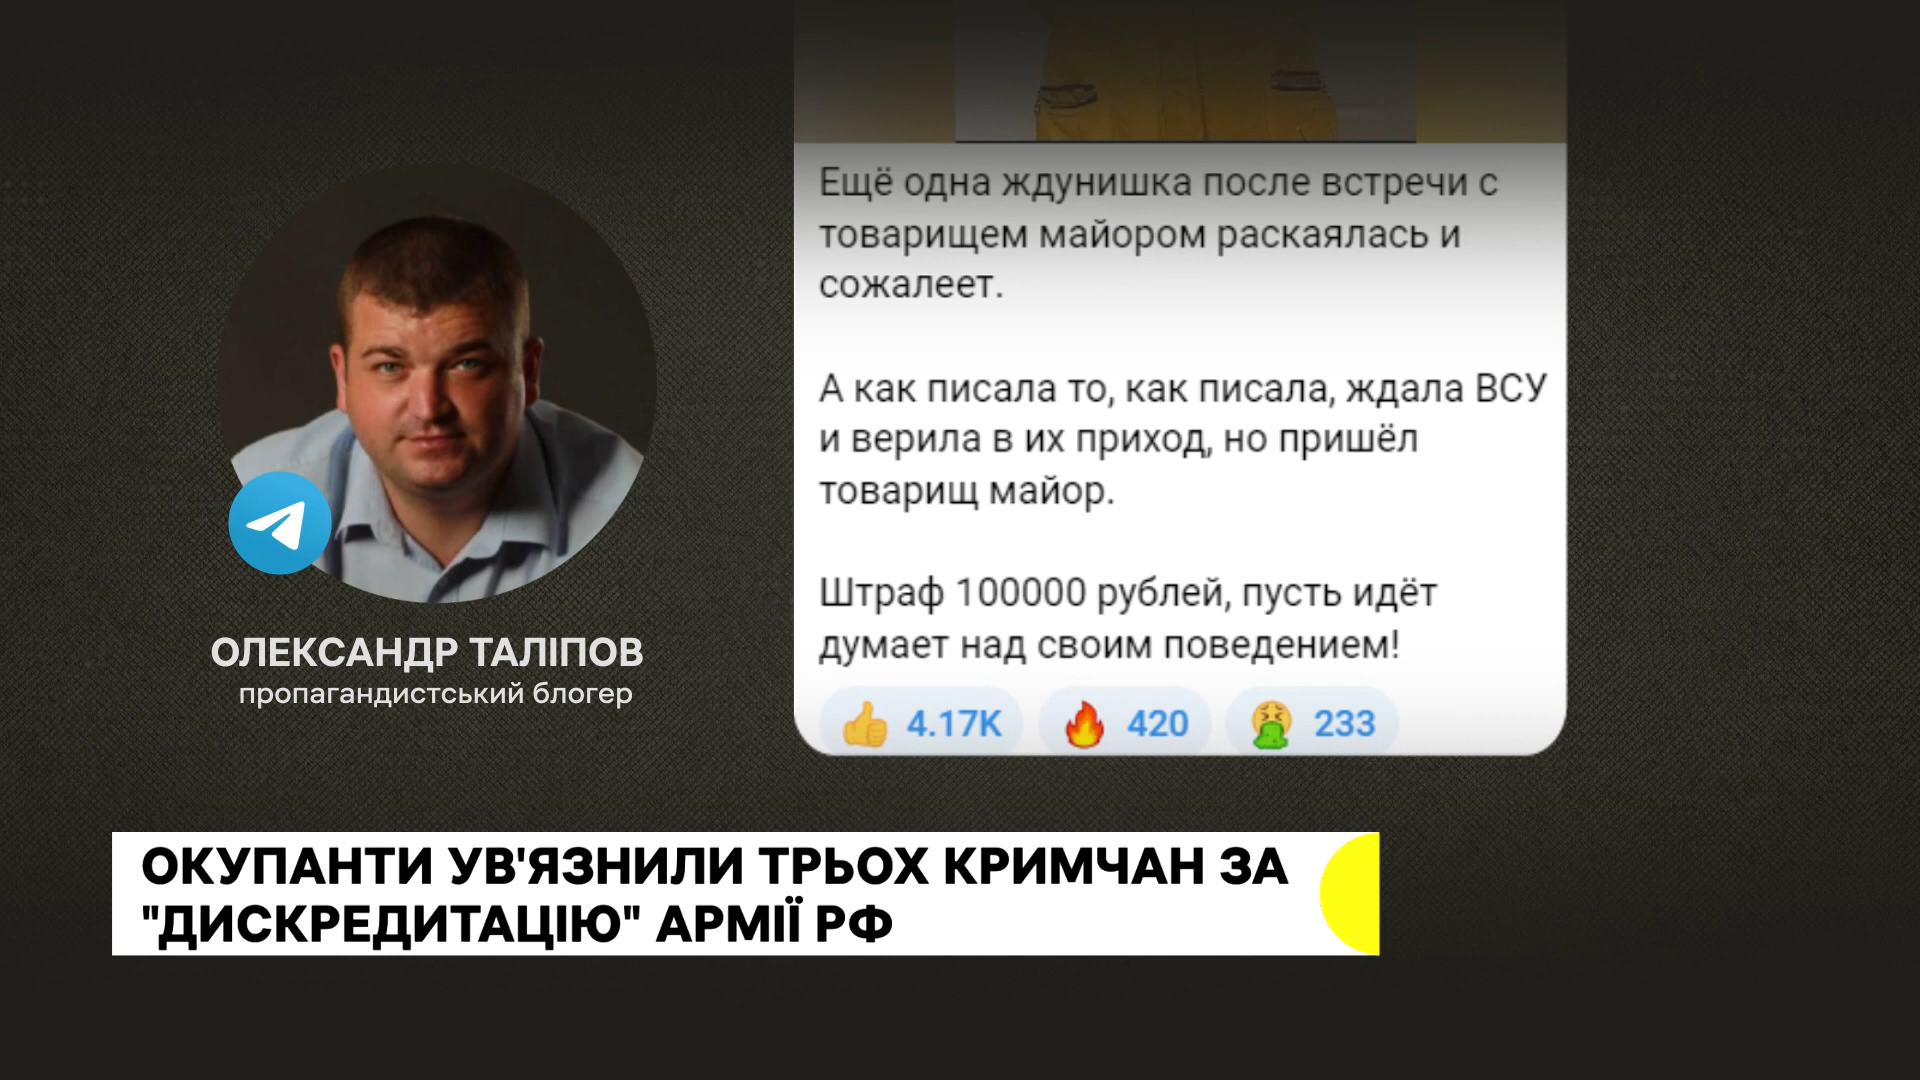 Ещё одна ждунишка после встречи с
товарищем майором раскаялась и
сожалеет.
А как писала то, как писала, ждала ВСУ
и верила в их приход, но пришёл
товарищ майор.
Штраф 100000 рублей, пусть идёт
думает над своим поведением!
4.17K 420 233
ОЛЕКСАНДР ТАЛІПОВ
пропагандистський блогер
ОКУПАНТИ УВ'ЯЗНИЛИ ТРЬОХ КРИМЧАН ЗА
"ДИСКРЕДИТАЦІЮ" АРМІЇ РФ